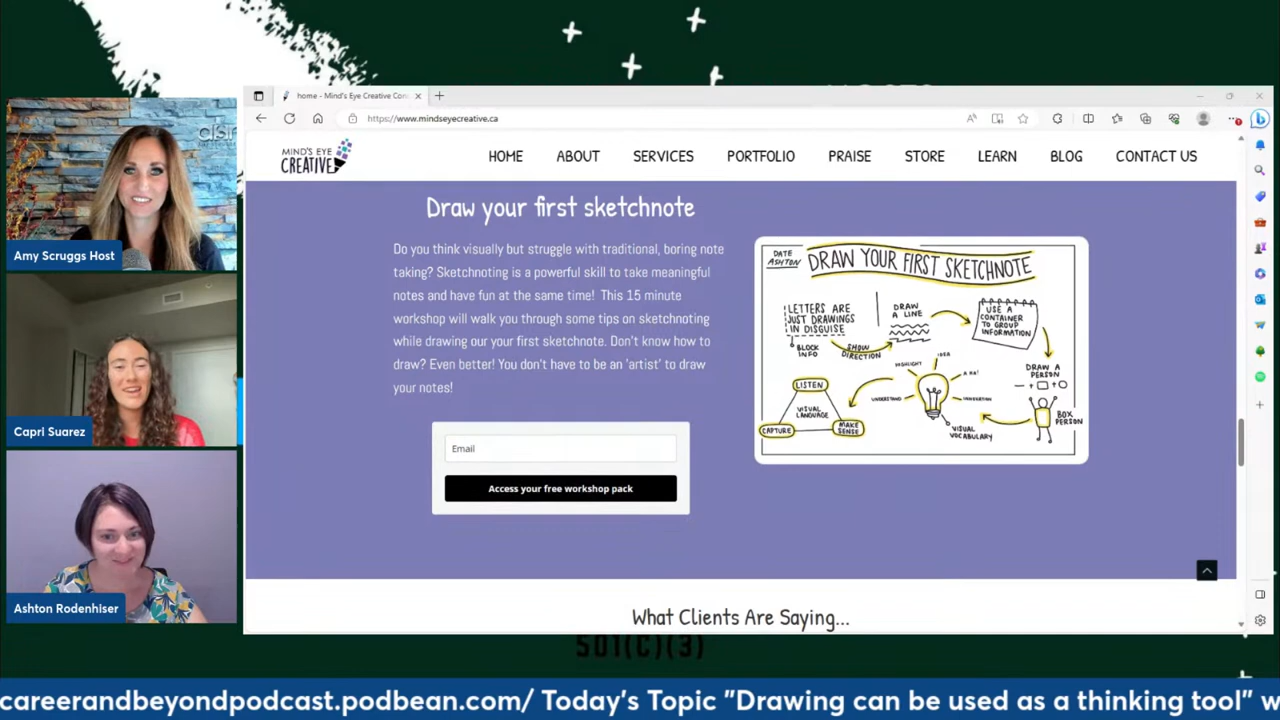 home - Mind's Eye Creative Con
https://www.mindseyecreative.ca
MIND'S EYE
CREATIVE
HOME
ABOUT
SERVICES
PORTFOLIO
PRAISE
STORE
LEARN
BLOG
CONTACT US
Amy Scruggs Host
Capri Suarez
Ashton Rodenhiser
Draw your first sketchnote
Do you think visually but struggle with traditional, boring note
taking? Sketchnoting is a powerful skill to take meaningful
notes and have fun at the same time! This 15 minute
workshop will walk you through some tips on sketchnoting
while drawing our your first sketchnote. Don't know how to
draw? Even better! You don't have to be an 'artist' to draw
your notes!
Email
Access your free workshop pack
DATE
ASHTON
DRAW YOUR FIRST SKETCHNOTE
LETTERS ARE
JUST DRAWINGS
IN DISGUISE
BLOCK
INFO
SHOW
DIRECTION
DRAW
A LINE
USE A
CONTAINER
TO GROUP
INFORMATION
DRAW A
PERSON
BOX
PERSON
IDEA
HIGHLIGHT
A HA!
UNDERSTAND
INNOVATION
VISUAL
VOCABULARY
LISTEN
VISUAL
LANGUAGE
CAPTURE
MAKE
SENSE
What Clients Are Saying...
501(C)(3)
careerandbeyondpodcast.podbean.com/ Today's Topic "Drawing can be used as a thinking tool" w